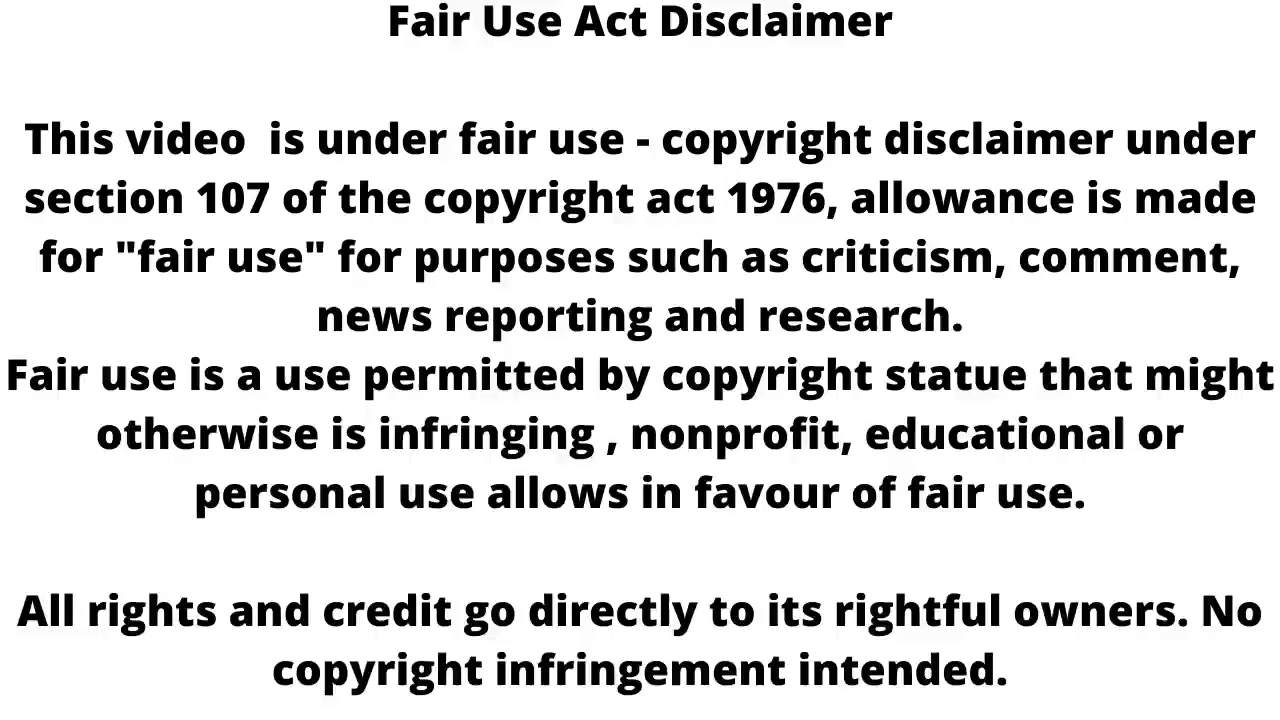 Fair Use Act Disclaimer
This video  is under fair use - copyright disclaimer under
section 107 of the copyright act 1976, allowance is made
for "fair use" for purposes such as criticism, comment,
news reporting and research.
Fair use is a use permitted by copyright statue that might
otherwise is infringing , nonprofit, educational or
personal use allows in favour of fair use.
All rights and credit go directly to its rightful owners. No
copyright infringement intended.